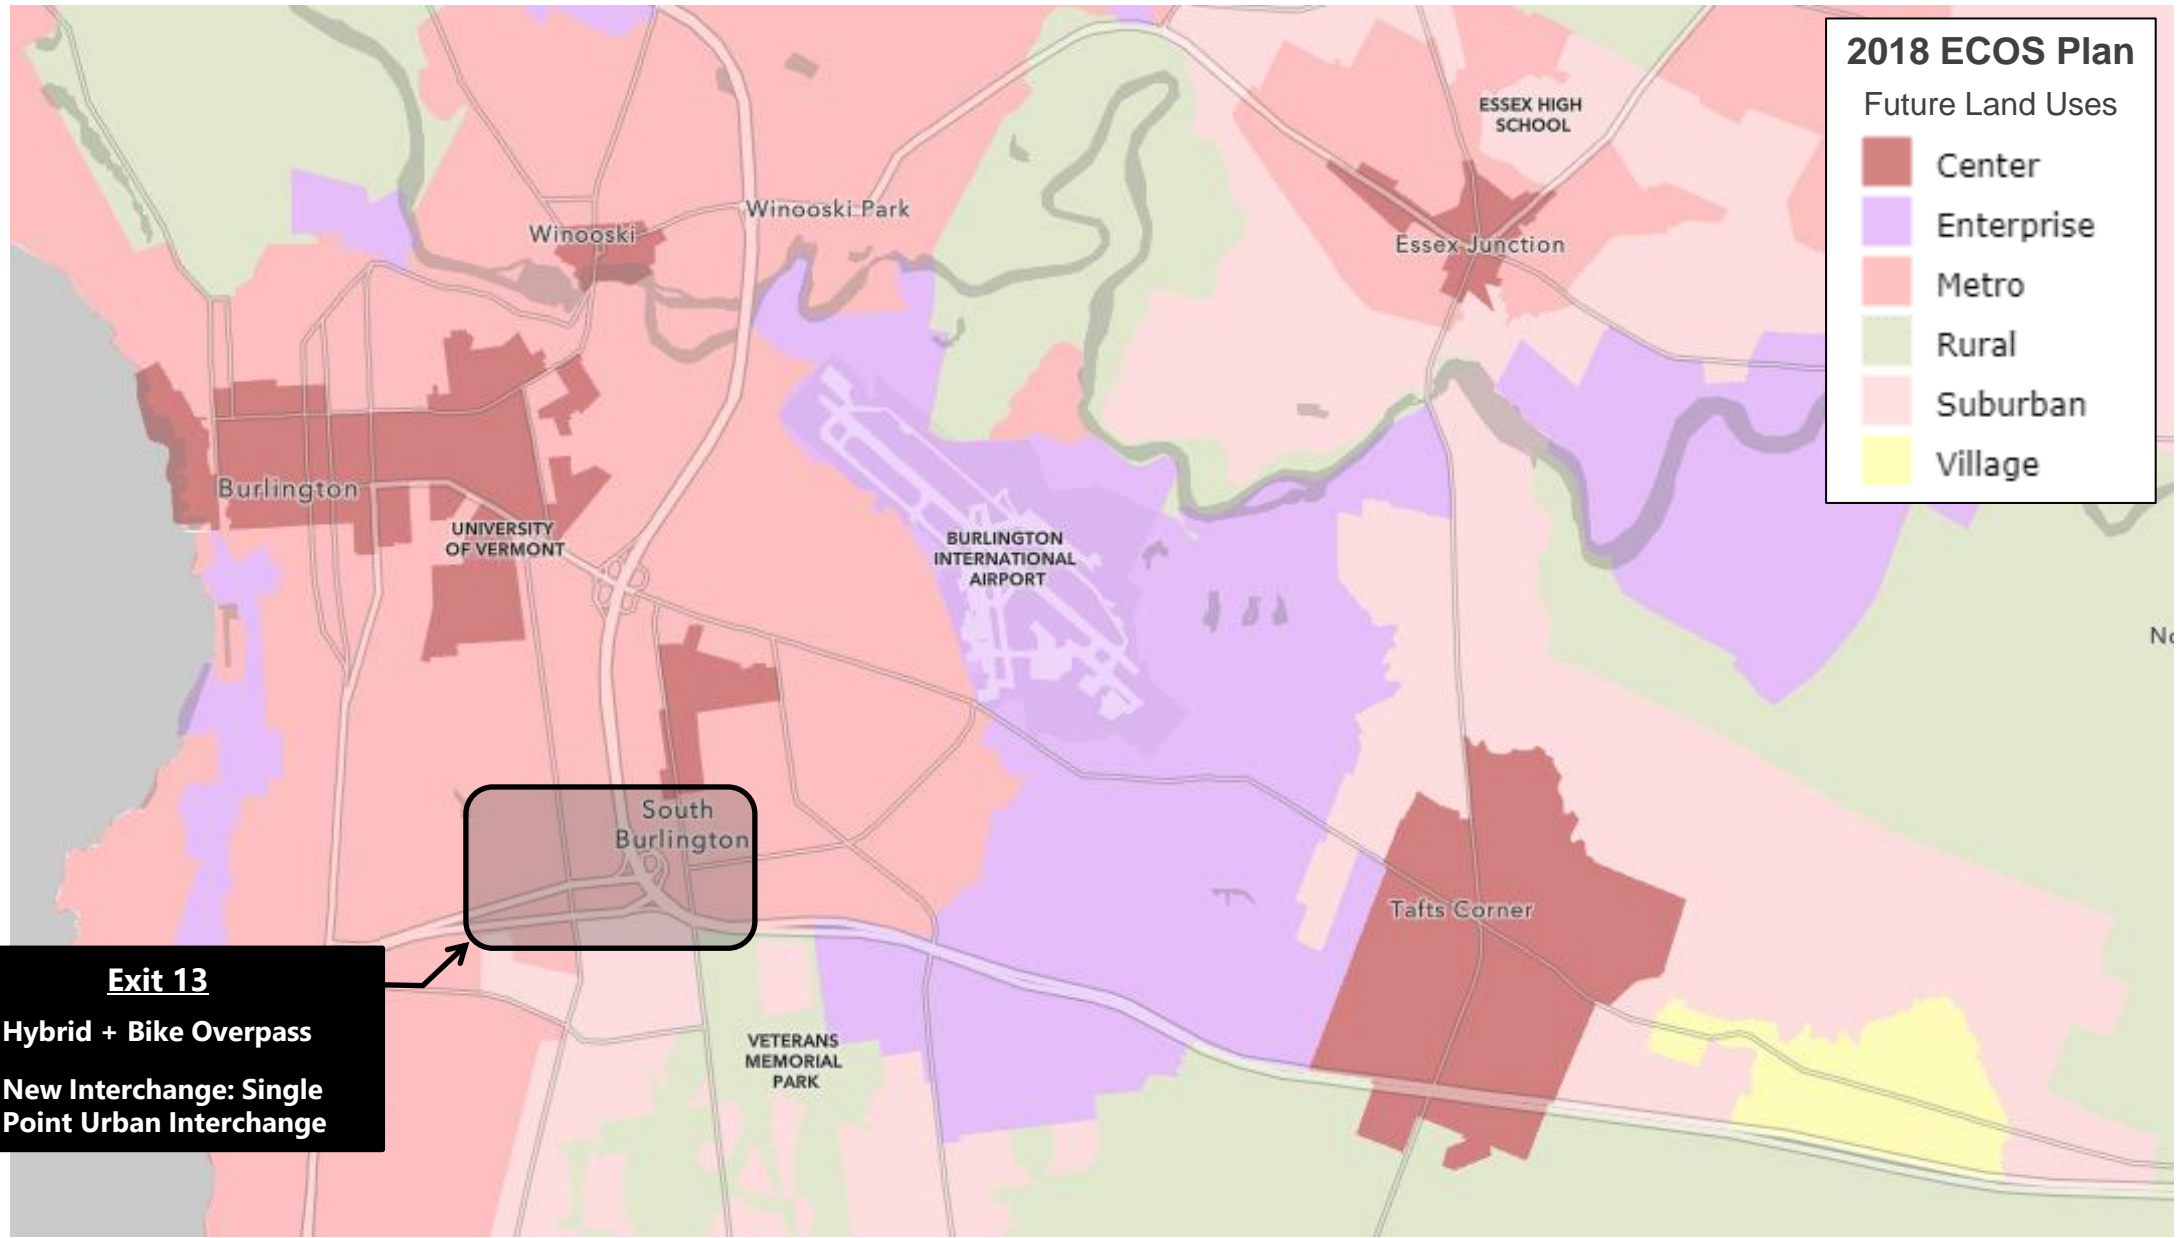 2018 ECOS Plan
Future Land Uses
Center
Enterprise
Metro
Rural
Suburban
Village
ESSEX HIGH
SCHOOL
Winooski Park
Winooski
Essex Junction
Burlington
UNIVERSITY
OF VERMONT
BURLINGTON
INTERNATIONAL
AIRPORT
South
Burlington
Tafts Corner
VETERANS
MEMORIAL
PARK
Exit 13
Hybrid + Bike Overpass
New Interchange: Single
Point Urban Interchange